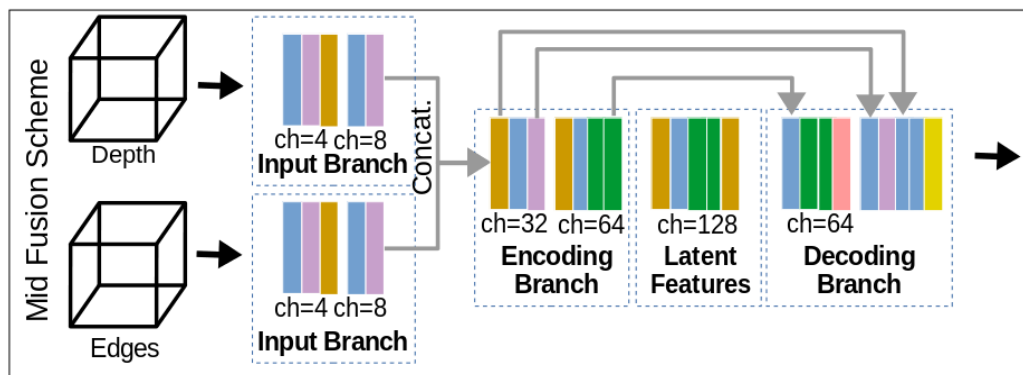 Mid Fusion Scheme
Depth
ch=4 ch=8
Input Branch
Edges
ch=4 ch=8
Input Branch
Concat.
ch=32 ch=64
Encoding
Branch
ch=128
Latent
Features
ch=64
Decoding
Branch